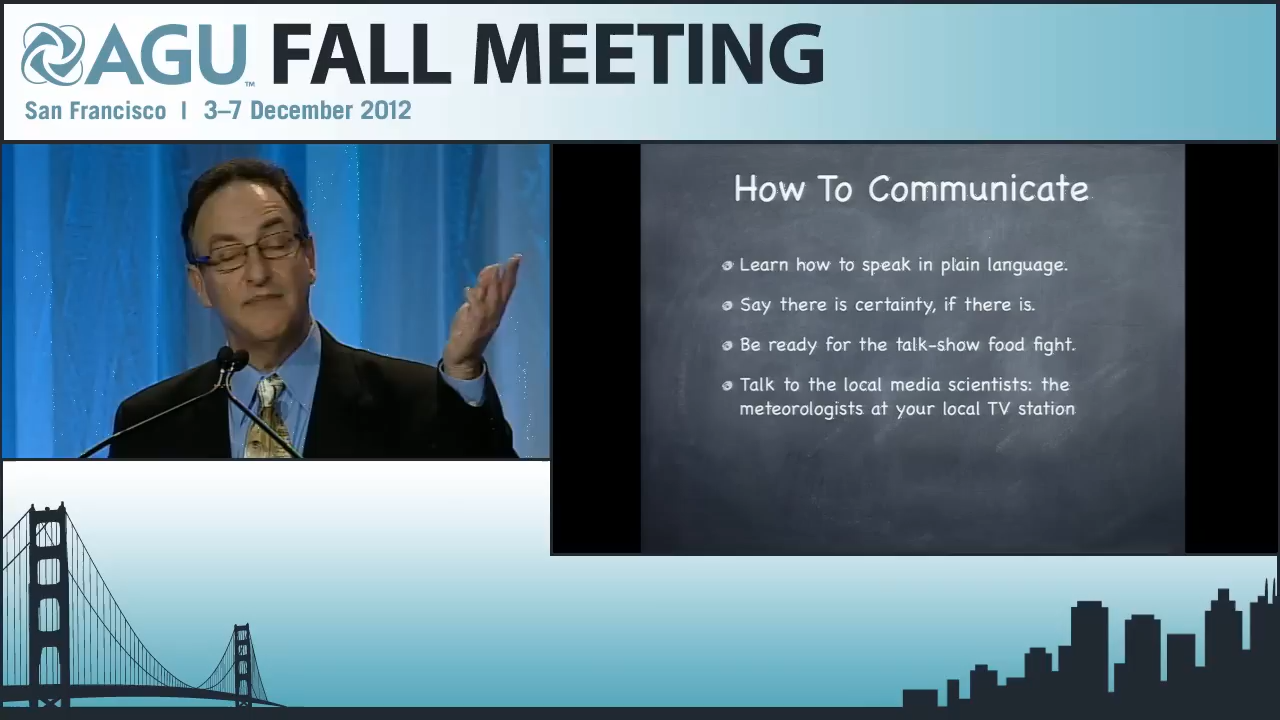 AGU™ FALL MEETING
San Francisco | 3–7 December 2012
How To Communicate
Learn how to speak in plain language.
Say there is certainty, if there is.
Be ready for the talk-show food fight.
Talk to the local media scientists: the
meteorologists at your local TV station